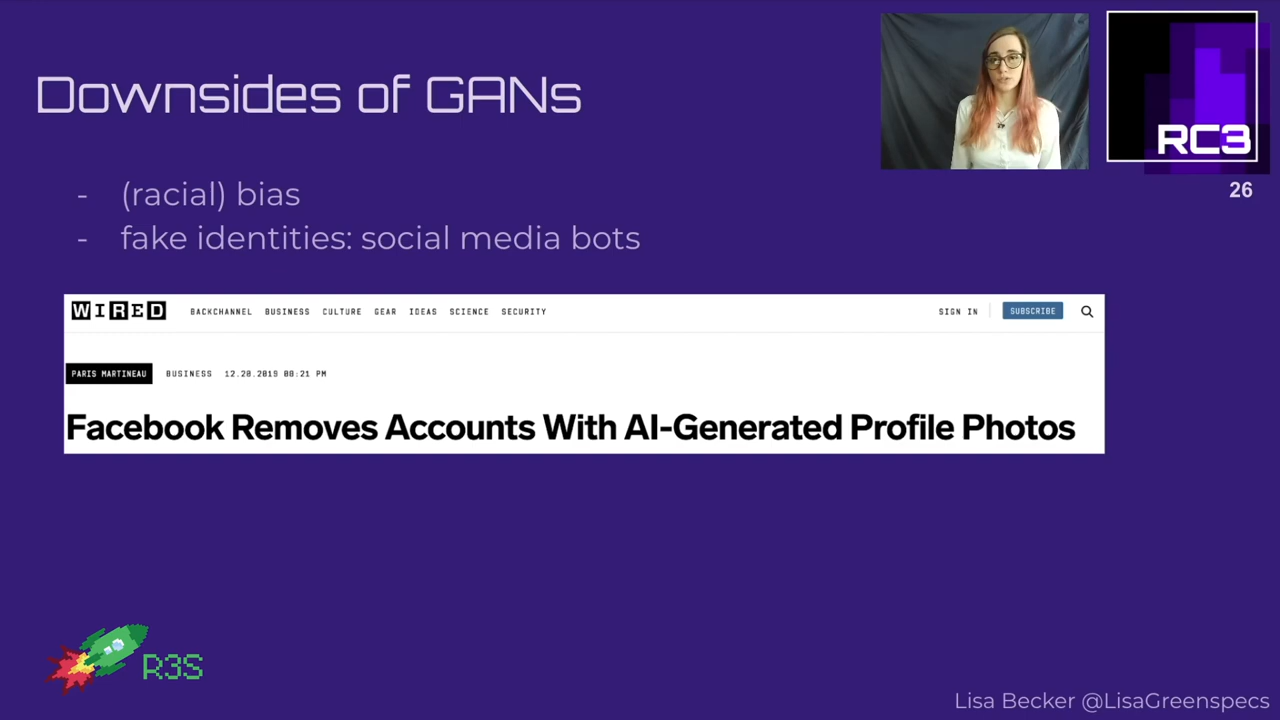 Downsides of GANs
RC3
26
- (racial) bias
- fake identities: social media bots
WIRED BACKCHANNEL BUSINESS CULTURE GEAR IDEAS SCIENCE SECURITY SIGN IN SUBSCRIBE
PARIS MARTINEAU BUSINESS 12.20.2019 08:21 PM
Facebook Removes Accounts With AI-Generated Profile Photos
R3S
Lisa Becker @LisaGreenspecs